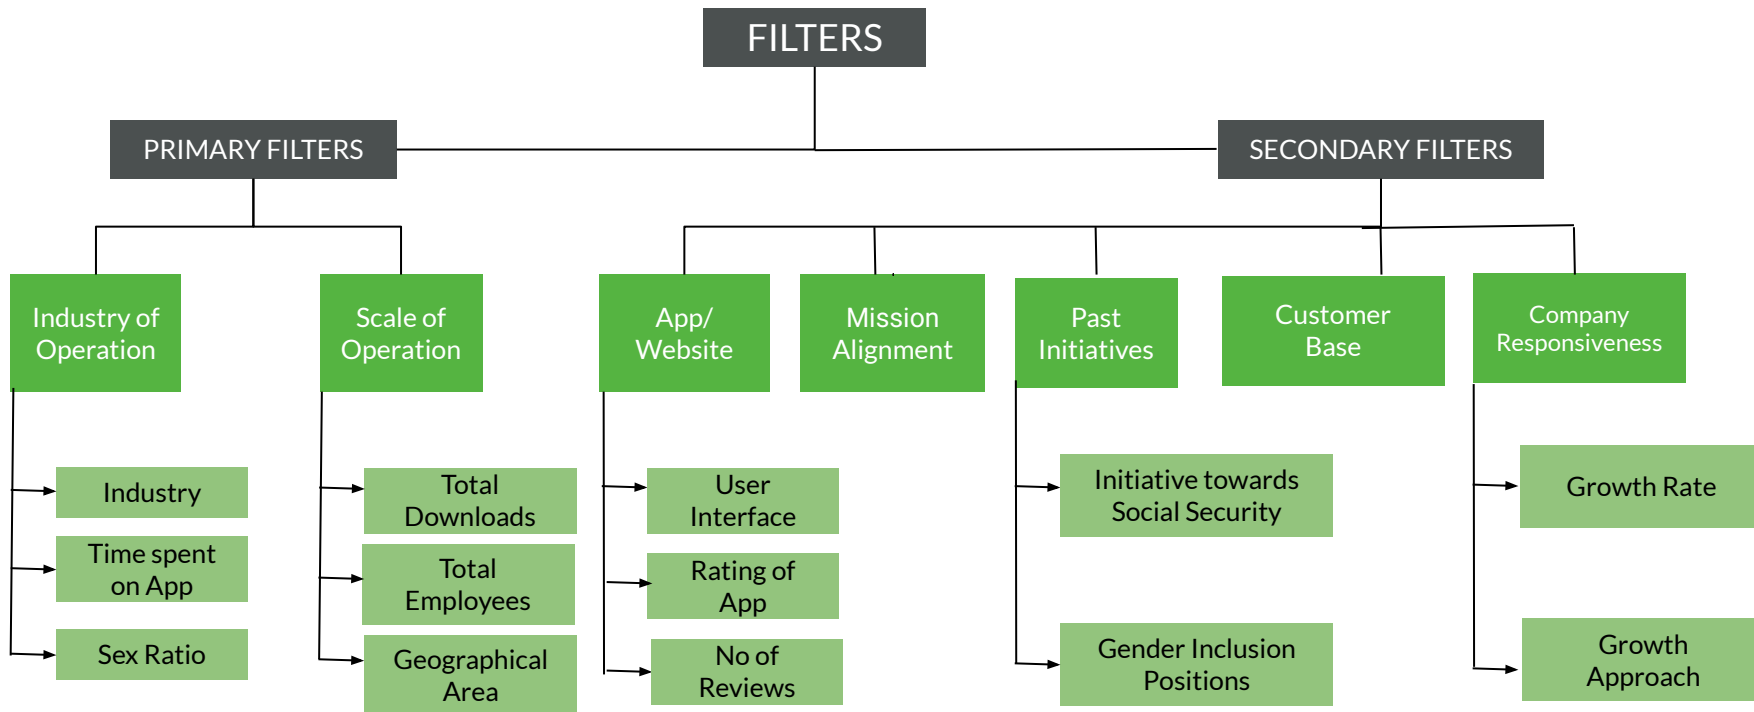 FILTERS
PRIMARY FILTERS
SECONDARY FILTERS
Industry of
Operation
Scale of
Operation
App/
Website
Mission
Alignment
Past
Initiatives
Customer
Base
Company
Responsiveness
Industry
Time spent
on App
Sex Ratio
Total
Downloads
Total
Employees
Geographical
Area
User
Interface
Rating of
App
No of
Reviews
Initiative towards
Social Security
Gender Inclusion
Positions
Growth Rate
Growth
Approach